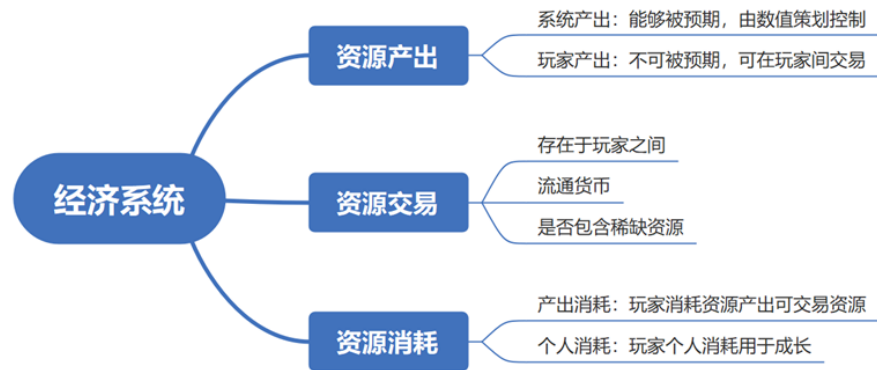 经济系统
资源产出
系统产出：能够被预期，由数值策划控制
玩家产出：不可被预期，可在玩家间交易
资源交易
存在于玩家之间
流通货币
是否包含稀缺资源
资源消耗
产出消耗：玩家消耗资源产出可交易资源
个人消耗：玩家个人消耗用于成长